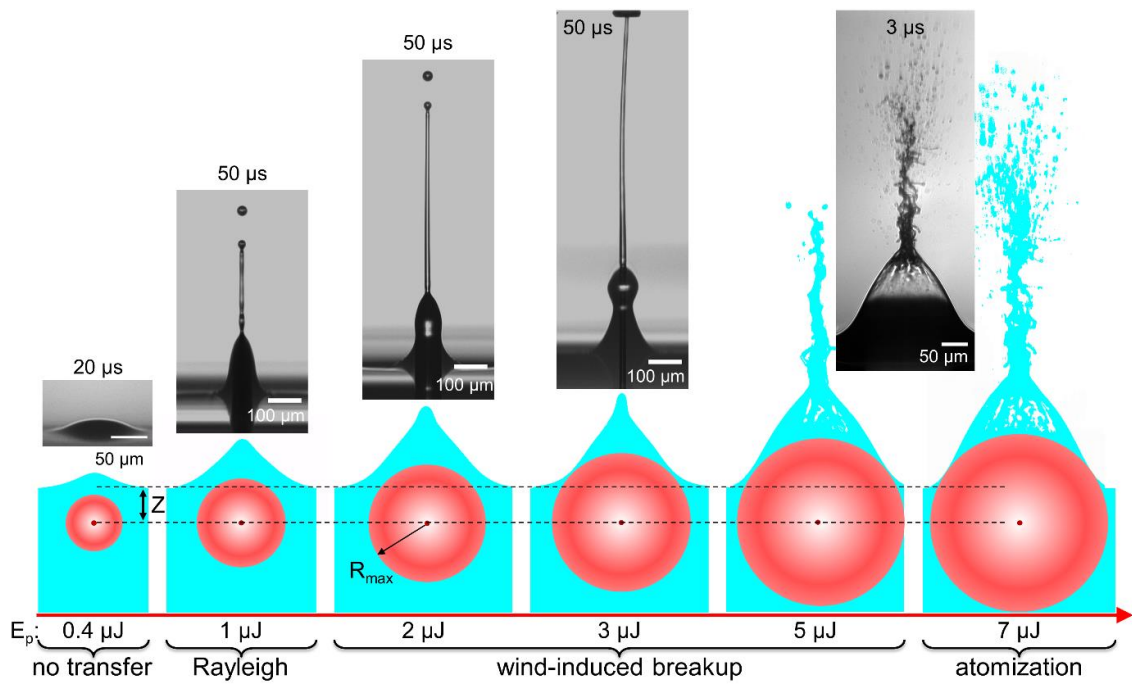 50 µs
50 µs
3 µs
50 µs
50 µs
20 µs
50 µm
100 µm
100 µm
100 µm
50 µm
Z
R_max
E_p: 0.4 µJ 1 µJ 2 µJ 3 µJ 5 µJ 7 µJ
no transfer Rayleigh wind-induced breakup atomization